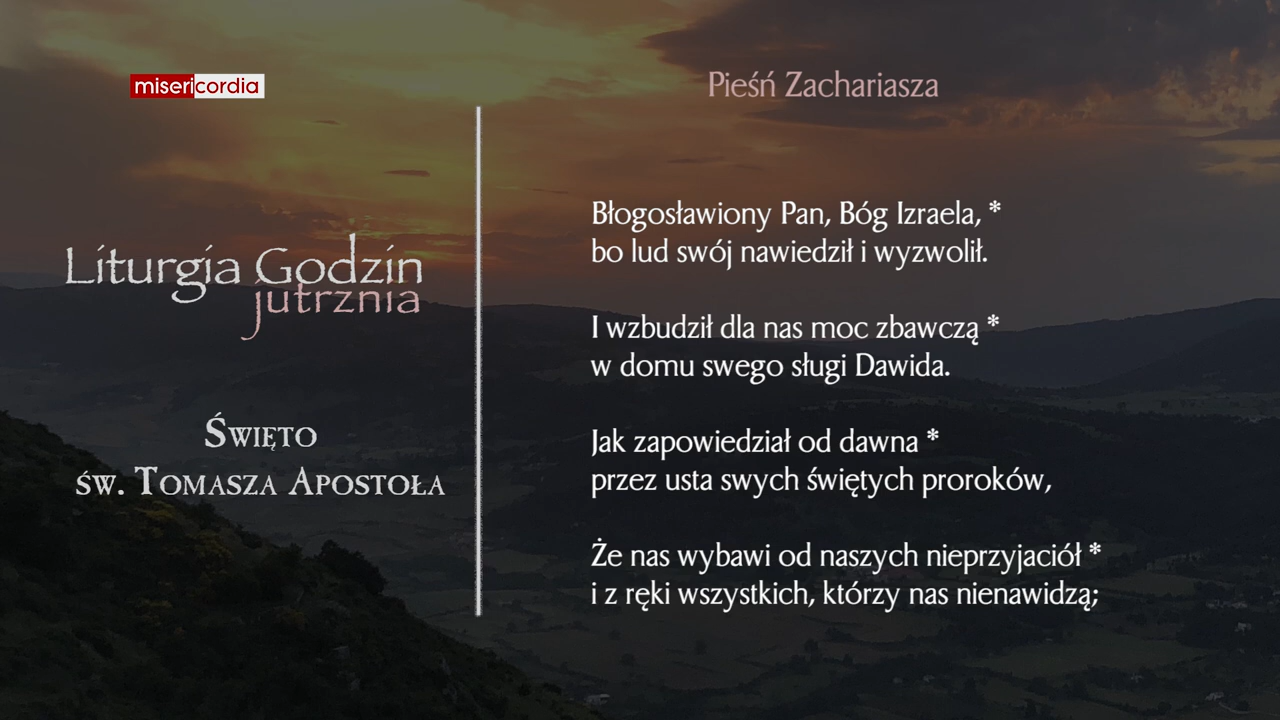 misericordia
Liturgia Godzin
jutrznia
Święto
św. Tomasza Apostoła
Pieśń Zachariasza
Błogosławiony Pan, Bóg Izraela, *
bo lud swój nawiedził i wyzwolił.
I wzbudził dla nas moc zbawczą *
w domu swego sługi Dawida.
Jak zapowiedział od dawna *
przez usta swych świętych proroków,
Że nas wybawi od naszych nieprzyjaciół *
i z ręki wszystkich, którzy nas nienawidzą;